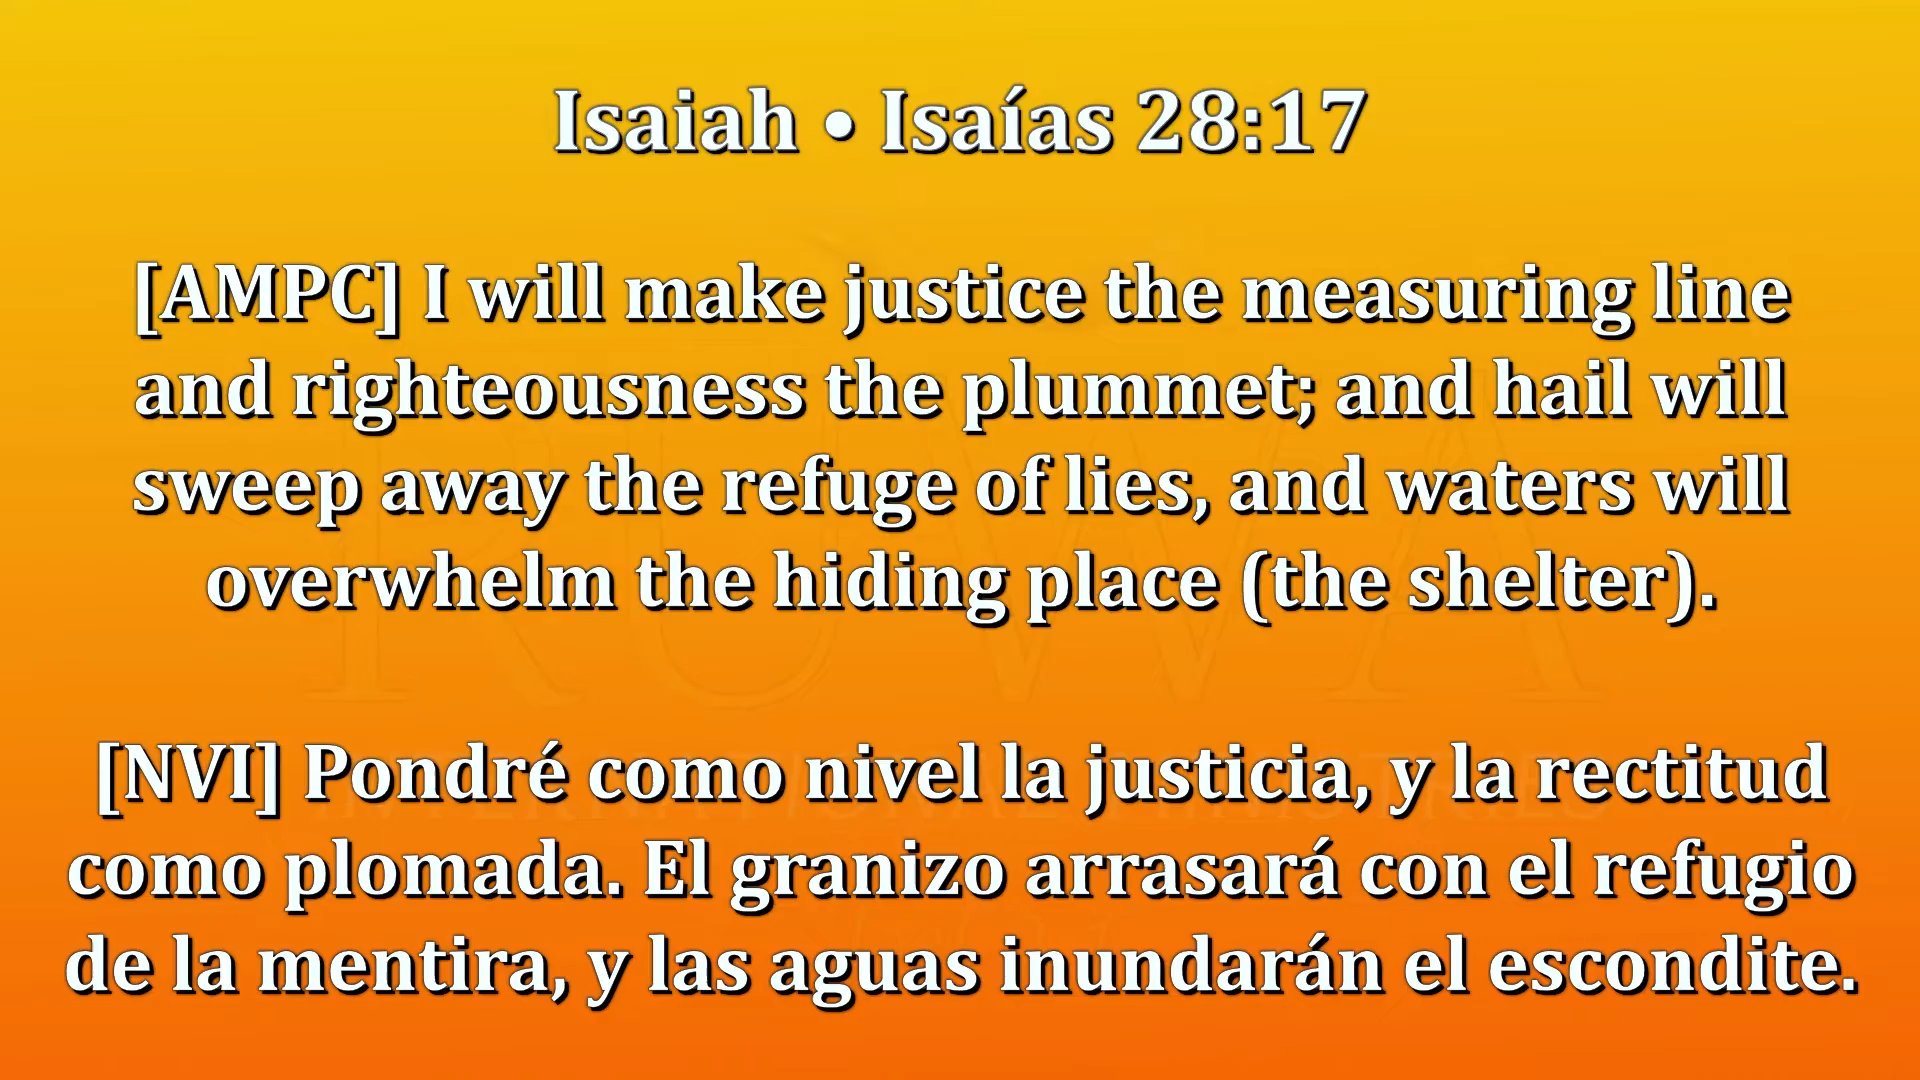 Isaiah • Isaías 28:17
[AMPC] I will make justice the measuring line
and righteousness the plummet; and hail will
sweep away the refuge of lies, and waters will
overwhelm the hiding place (the shelter).
[NVI] Pondré como nivel la justicia, y la rectitud
como plomada. El granizo arrasará con el refugio
de la mentira, y las aguas inundarán el escondite.
RUWA
INTERNATIONAL MINISTRIES